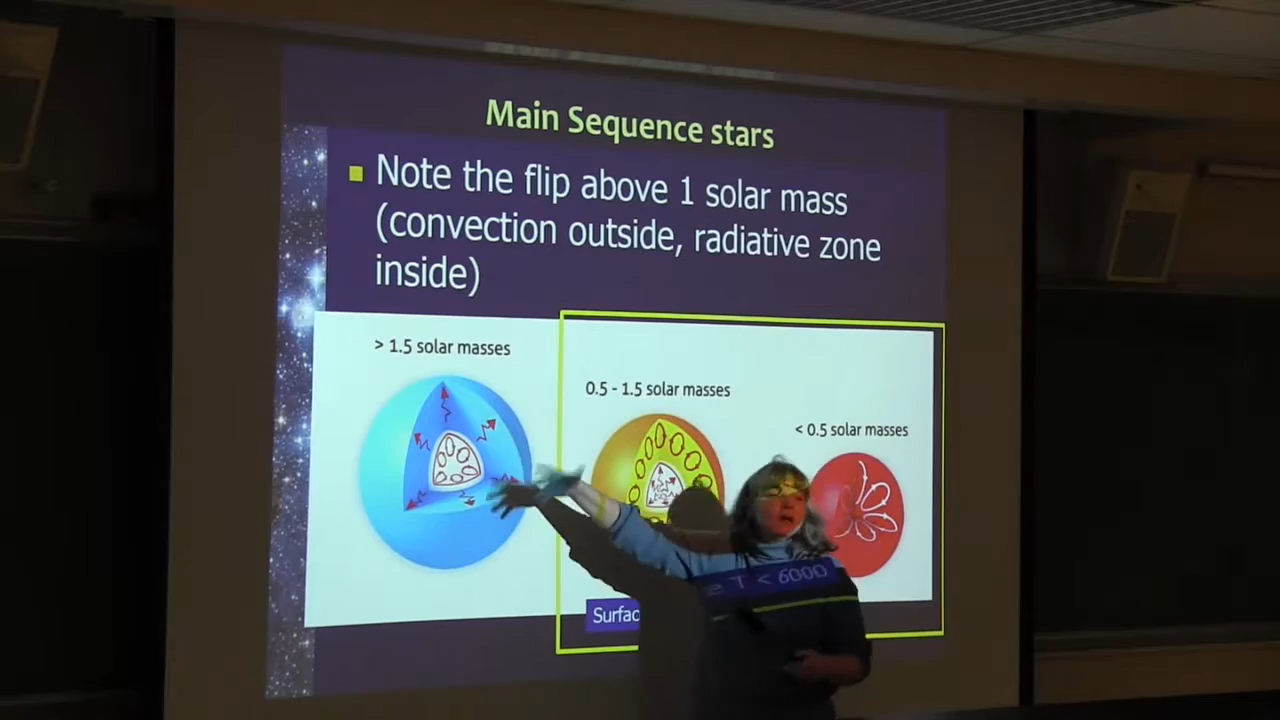 Main Sequence stars
Note the flip above 1 solar mass
(convection outside, radiative zone
inside)
> 1.5 solar masses
0.5 - 1.5 solar masses
< 0.5 solar masses
T < 6000